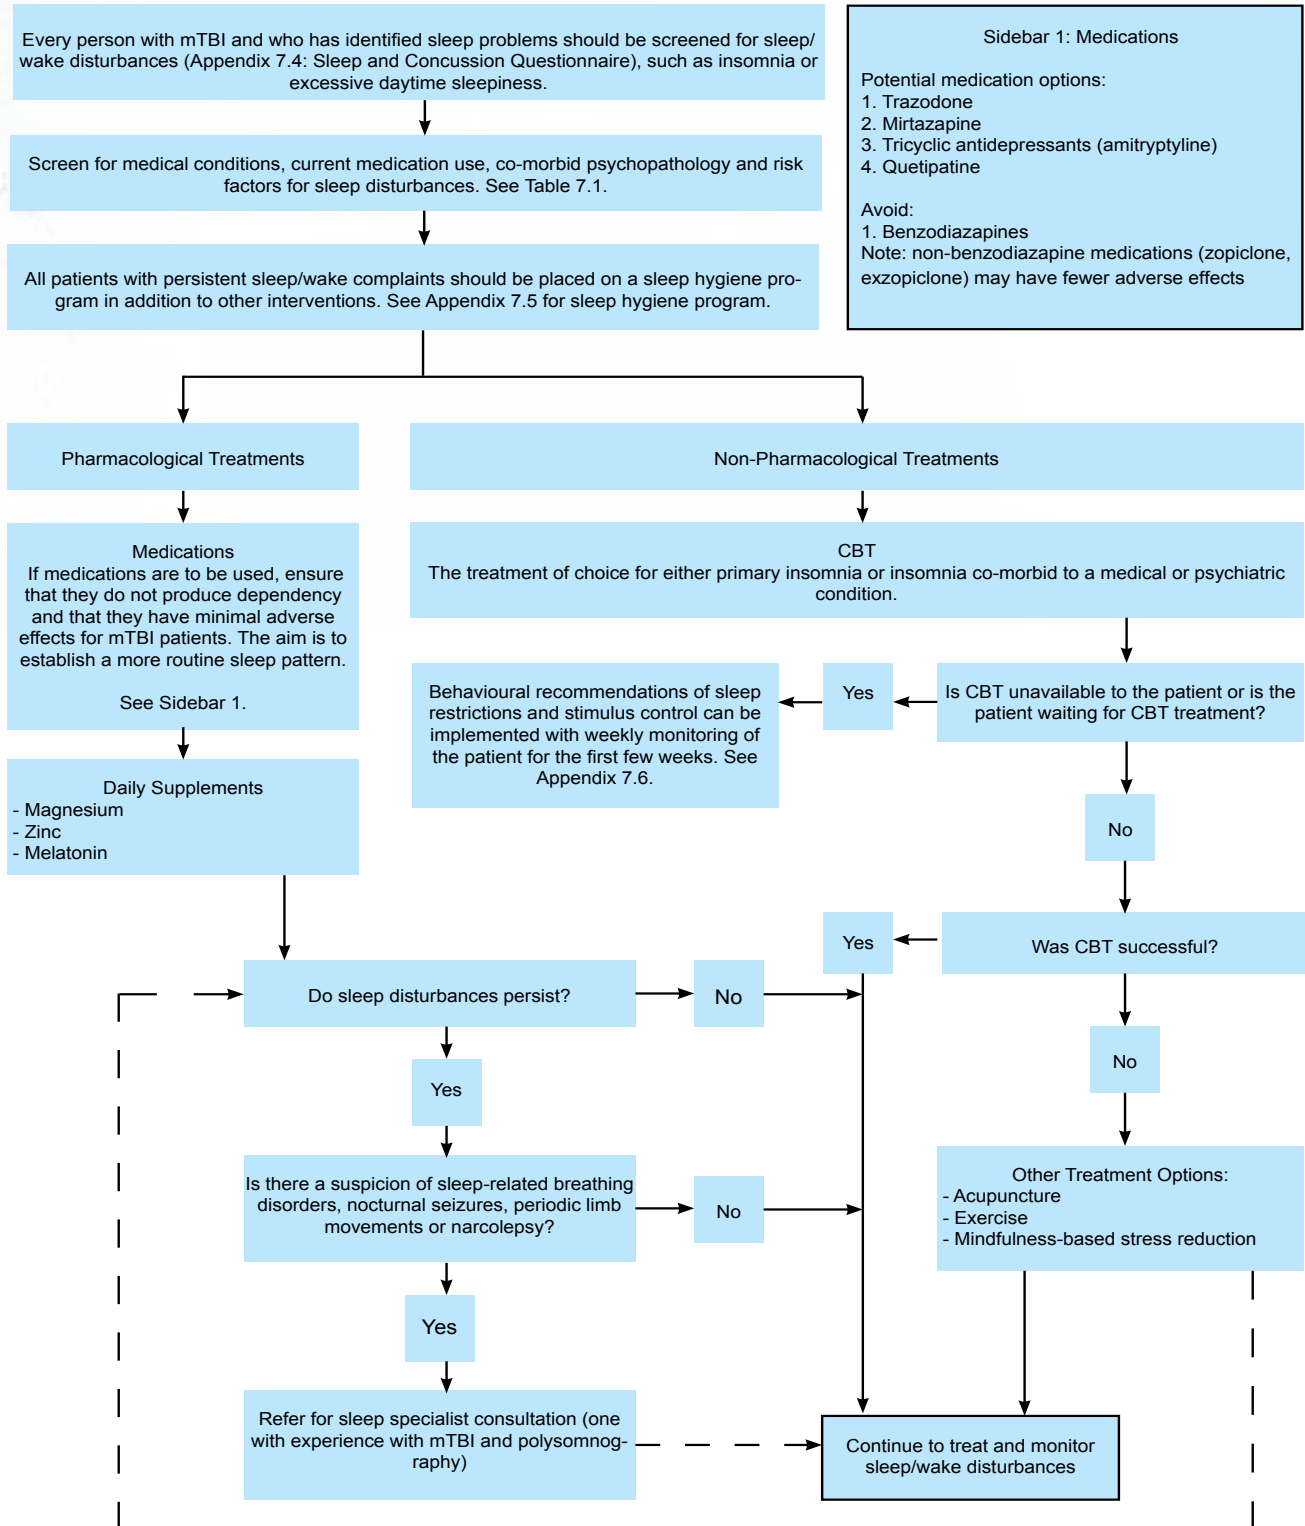 Every person with mTBI and who has identified sleep problems should be screened for sleep/
wake disturbances (Appendix 7.4: Sleep and Concussion Questionnaire), such as insomnia or
excessive daytime sleepiness.
Sidebar 1: Medications
Potential medication options:
1. Trazodone
2. Mirtazapine
3. Tricyclic antidepressants (amitryptyline)
4. Quetipatine
Avoid:
1. Benzodiazapines
Note: non-benzodiazapine medications (zopiclone,
exzopiclone) may have fewer adverse effects
Screen for medical conditions, current medication use, co-morbid psychopathology and risk
factors for sleep disturbances. See Table 7.1.
All patients with persistent sleep/wake complaints should be placed on a sleep hygiene pro-
gram in addition to other interventions. See Appendix 7.5 for sleep hygiene program.
Pharmacological Treatments
Non-Pharmacological Treatments
Medications
If medications are to be used, ensure
that they do not produce dependency
and that they have minimal adverse
effects for mTBI patients. The aim is to
establish a more routine sleep pattern.
See Sidebar 1.
CBT
The treatment of choice for either primary insomnia or insomnia co-morbid to a medical or psychiatric
condition.
Is CBT unavailable to the patient or is the
patient waiting for CBT treatment?
Yes
Behavioural recommendations of sleep
restrictions and stimulus control can be
implemented with weekly monitoring of
the patient for the first few weeks. See
Appendix 7.6.
Daily Supplements
- Magnesium
- Zinc
- Melatonin
No
Was CBT successful?
Yes
Do sleep disturbances persist?
No
Yes
No
Is there a suspicion of sleep-related breathing
disorders, nocturnal seizures, periodic limb
movements or narcolepsy?
No
Other Treatment Options:
- Acupuncture
- Exercise
- Mindfulness-based stress reduction
Yes
Refer for sleep specialist consultation (one
with experience with mTBI and polysomnog-
raphy)
Continue to treat and monitor
sleep/wake disturbances